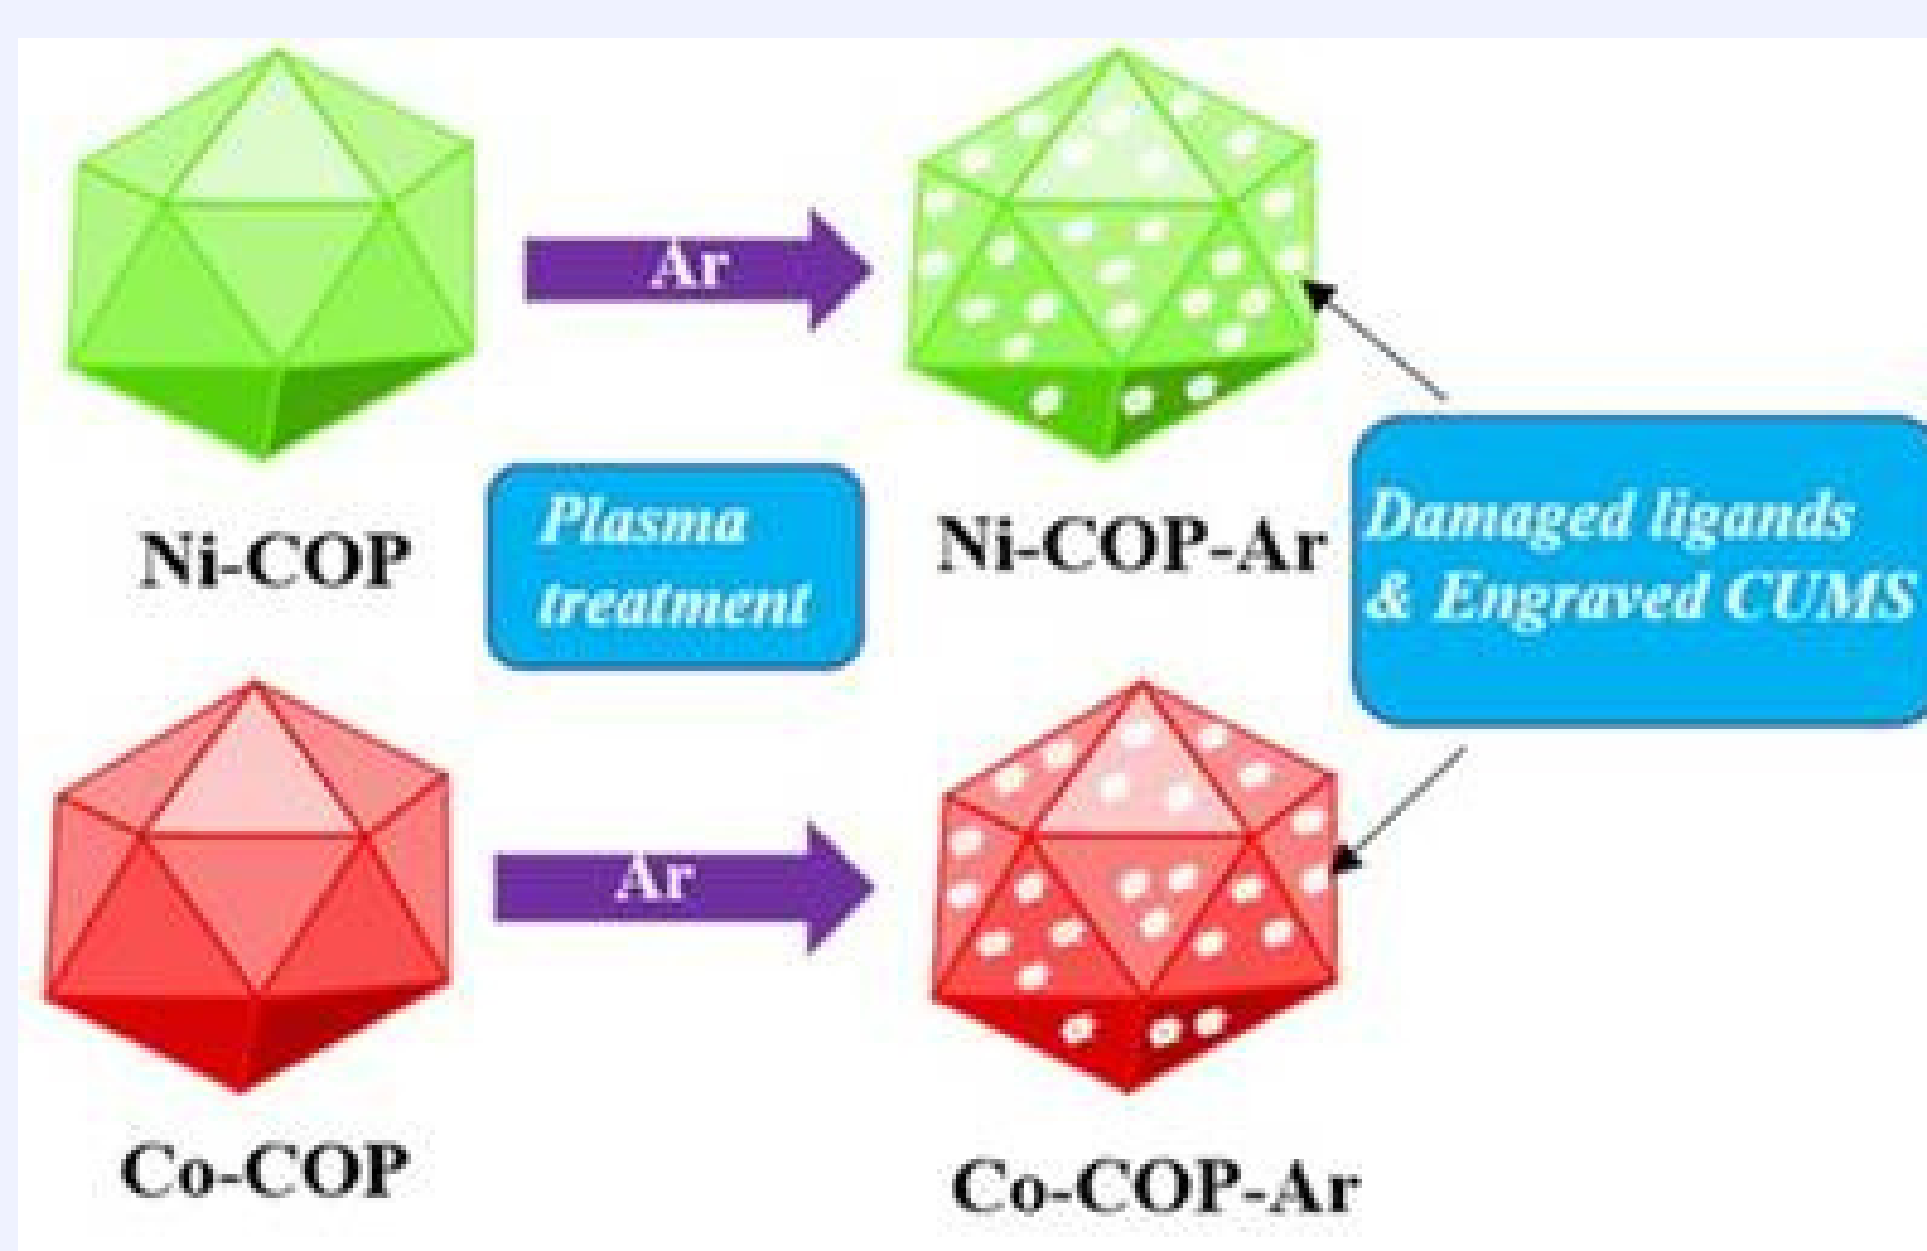 Ar
Ni-COP
Plasma
treatment
Ni-COP-Ar
Damaged ligands
& Engraved CUMS
Ar
Co-COP
Co-COP-Ar